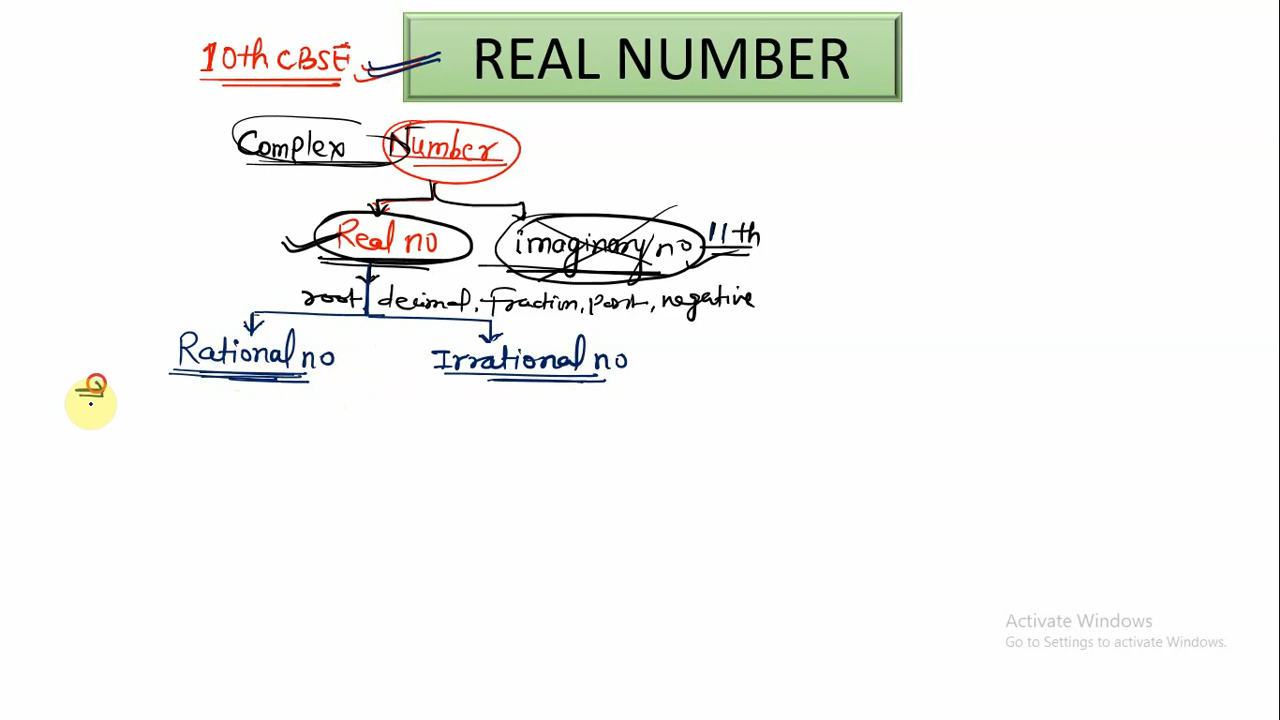 10th CBSE REAL NUMBER
Complex Number
Real no imaginary no 11th
root, decimal, fraction, negative
Rational no Irrational no
Activate Windows
Go to Settings to activate Windows.